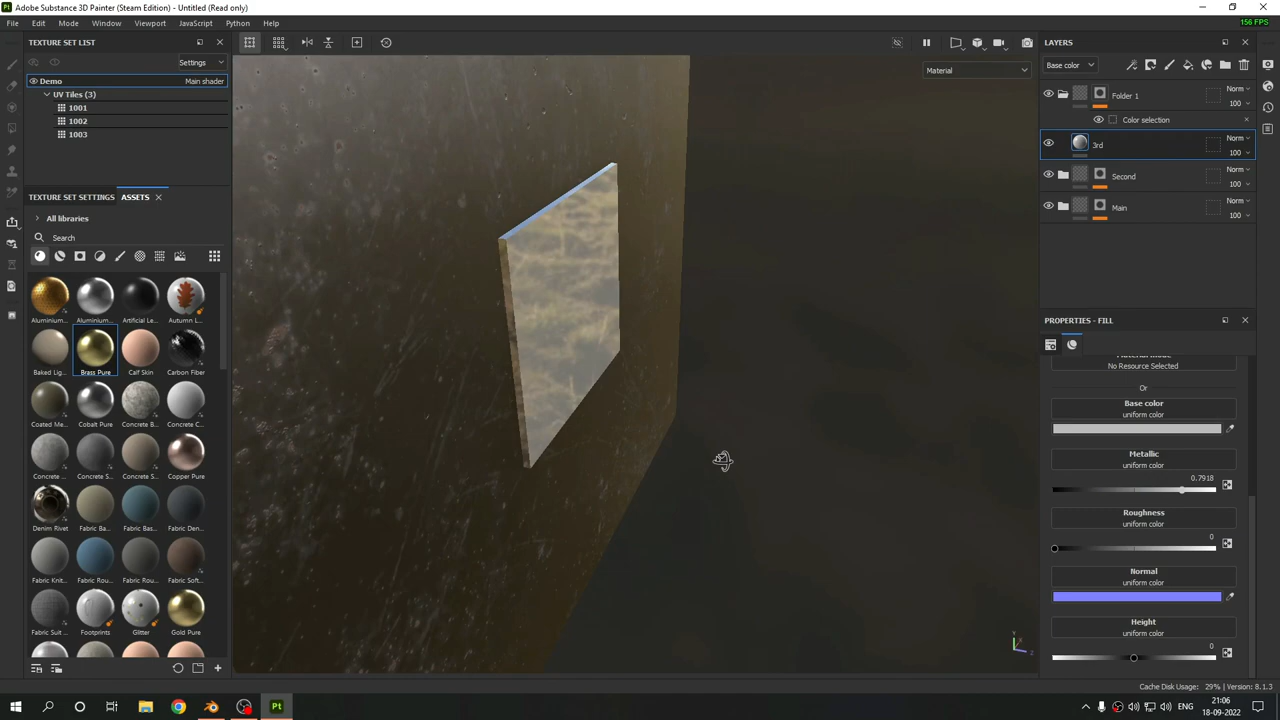 Adobe Substance 3D Painter (Steam Edition) - Untitled (Read only)
File Edit Mode Window Viewport JavaScript Python Help
156 FPS
TEXTURE SET LIST
Settings
Demo Main shader
UV Tiles (3)
1001
1002
1003
TEXTURE SET SETTINGS ASSETS
All libraries
Search
Aluminium... Aluminium... Artificial Le... Autumn L...
Baked Lig... Brass Pure Calf Skin Carbon Fiber
Coated Me... Cobalt Pure Concrete B... Concrete C...
Concrete ... Concrete S... Concrete S... Copper Pure
Denim Rivet Fabric Ba... Fabric Bas... Fabric Den...
Fabric Knit... Fabric Rou... Fabric Rou... Fabric Soft...
Fabric Suit ... Footprints Glitter Gold Pure
Material
Y
Z
LAYERS
Base color
Folder 1 Norm
100
Color selection
3rd Norm
100
Second Norm
100
Main Norm
100
PROPERTIES - FILL
Material mode
No Resource Selected
Or
Base color
uniform color
Metallic
uniform color
0.7918
Roughness
uniform color
0
Normal
uniform color
Height
uniform color
0
Cache Disk Usage: 29% | Version: 8.1.3
Pt
ENG
21:06
18-09-2022